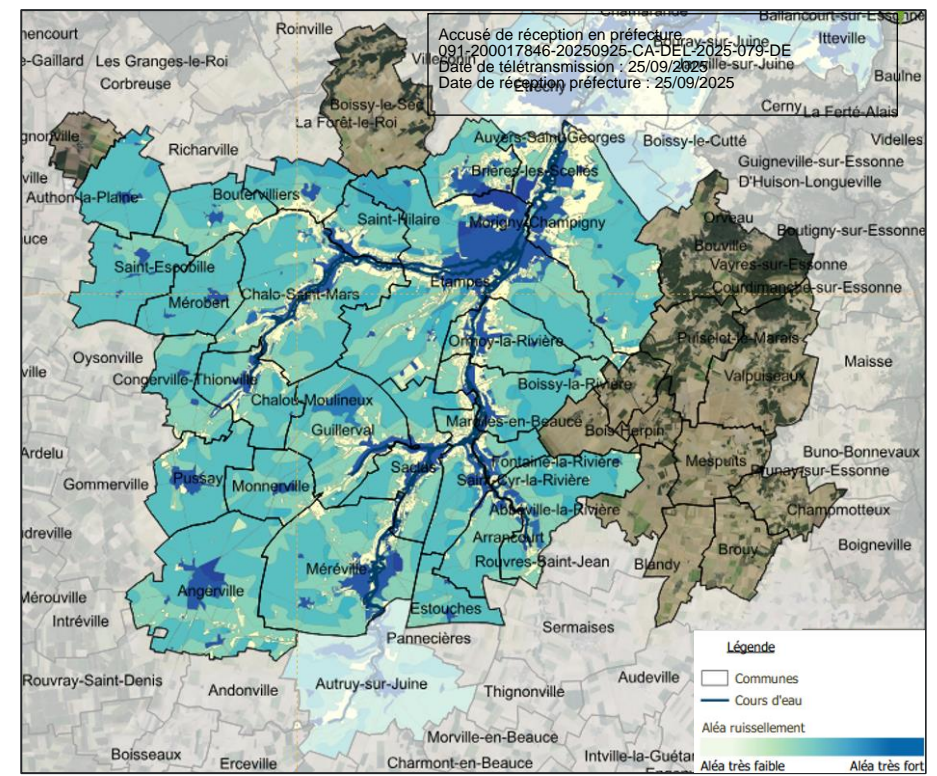 Chamarande
Ballancourt-sur-Essonne
Roinville
Accusé de réception en préfecture
091-200017846-20250925-CA-DEL-2025-079-DE
Date de télétransmission : 25/09/2025
Date de réception préfecture : 25/09/2025
Itteville
Baulne
e-Gaillard
Les Granges-le-Roi
Corbreuse
Étréchy
Boissy-le-Sec
La Forêt-le-Roi
Cerny
La Ferté-Alais
Auvers-Saint-Georges
Boissy-le-Cutté
Videlles
Richarville
Guigneville-sur-Essonne
Brières-les-Scellés
D'Huison-Longueville
Authon-la-Plaine
Boutervilliers
Saint-Hilaire
Morigny-Champigny
Orveau
Boutigny-sur-Essonne
Bouville
Vayres-sur-Essonne
Saint-Escobille
Étampes
Courdimanche-sur-Essonne
Mérobert
Chalo-Saint-Mars
Ormoy-la-Rivière
Puiselet-le-Marais
Oysonville
Maisse
Congerville-Thionville
Boissy-la-Rivière
Valpuiseaux
Chalou-Moulineux
Guillerval
Marolles-en-Beauce
Bois-Herpin
Ardelu
Buno-Bonnevaux
Saclas
Fontaine-la-Rivière
Mespuits
Prunay-sur-Essonne
Gommerville
Pussay
Monnerville
Saint-Cyr-la-Rivière
Abbéville-la-Rivière
Champmotteux
Arrancourt
Boigneville
Rouvres-Saint-Jean
Brouy
Blandy
Méréville
Angerville
Mérouville
Estouches
Intréville
Sermaises
Pannecières
Légende
Communes
Cours d'eau
Aléa ruissellement
Aléa très faible
Aléa très fort
Rouvray-Saint-Denis
Andonville
Autruy-sur-Juine
Thignonville
Audeville
Morville-en-Beauce
Boisseaux
Erceville
Charmont-en-Beauce
Intville-la-Guétar